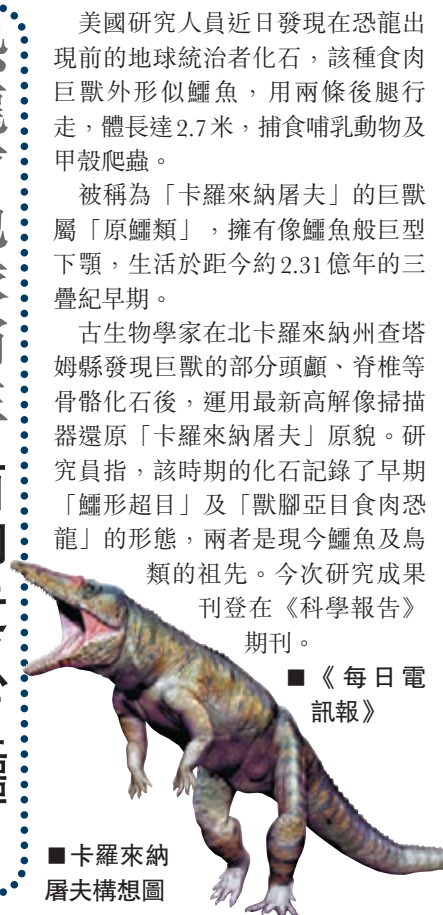 美國研究人員近日發現在恐龍出
現前的地球統治者化石，該種食肉
巨獸外形似鱷魚，用兩條後腿行
走，體長達2.7米，捕食哺乳動物及
甲殼爬蟲。
被稱為「卡羅來納屠夫」的巨獸
屬「原鱷類」，擁有像鱷魚般巨型
下顎，生活於距今約2.31億年的三
疊紀早期。
古生物學家在北卡羅來納州查塔
姆縣發現巨獸的部分頭顱、脊椎等
骨骼化石後，運用最新高解像掃描
器還原「卡羅來納屠夫」原貌。研
究員指，該時期的化石記錄了早期
「鱷形超目」及「獸腳亞目食肉恐
龍」的形態，兩者是現今鱷魚及鳥
類的祖先。今次研究成果
刊登在《科學報告》
期刊。
■《每日電
訊報》
■卡羅來納
屠夫構想圖